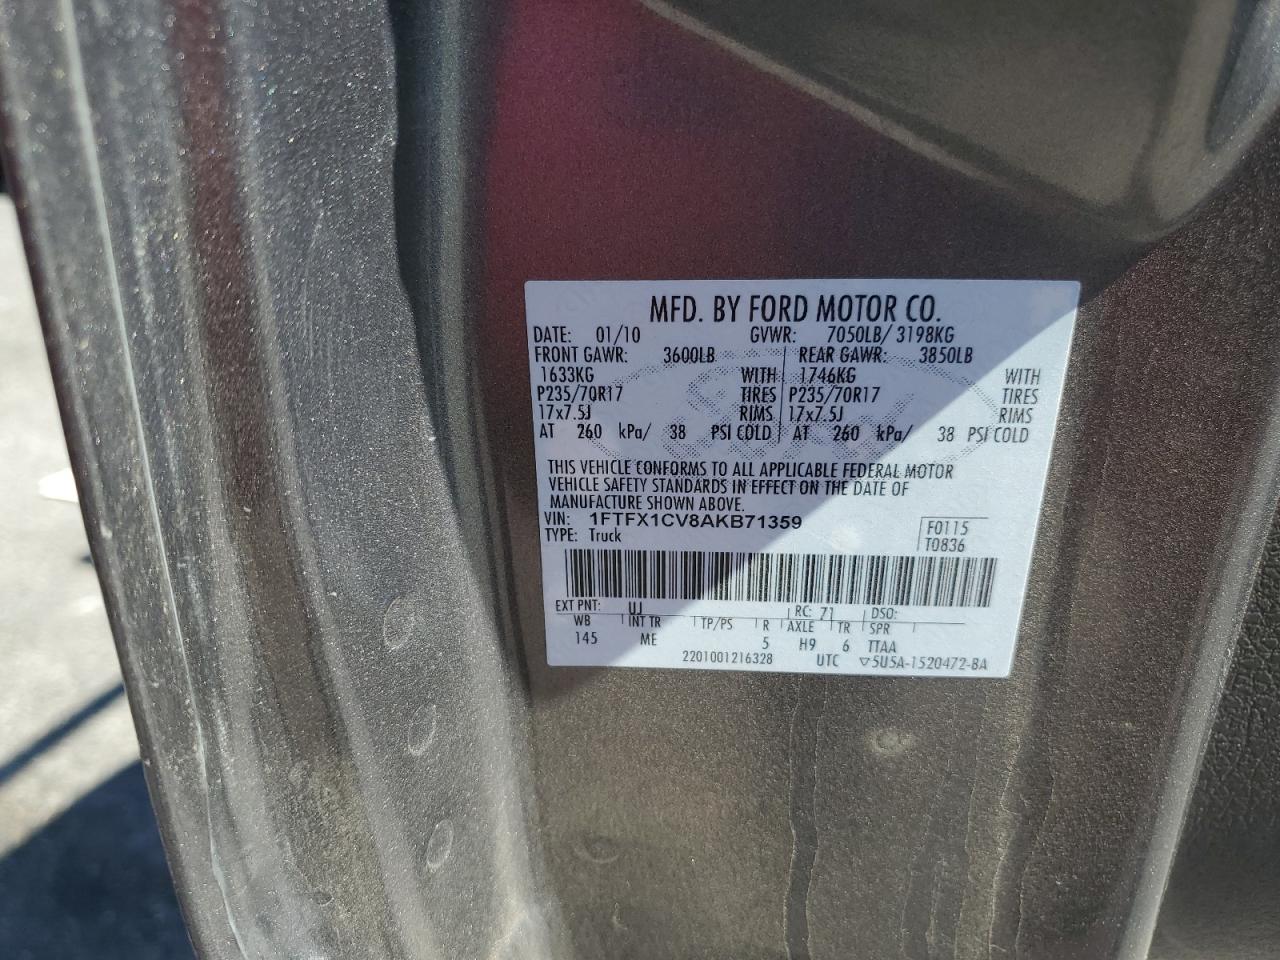 MFD. BY FORD MOTOR CO.
DATE: 01/10 GVWR: 7050LB/ 3198KG
FRONT GAWR: 3600LB REAR GAWR: 3850LB
1633KG WITH 1746KG WITH
P235/70R17 TIRES P235/70R17 TIRES
17x7.5J RIMS 17x7.5J RIMS
AT 260 kPa/ 38 PSI COLD AT 260 kPa/ 38 PSI COLD
THIS VEHICLE CONFORMS TO ALL APPLICABLE FEDERAL MOTOR
VEHICLE SAFETY STANDARDS IN EFFECT ON THE DATE OF
MANUFACTURE SHOWN ABOVE.
VIN: 1FTFX1CV8AKB71359 F0115
TYPE: Truck T0836
EXT PNT: UJ RC: 71 DSO:
WB INT TR TP/PS R AXLE TR SPR
145 ME 5 H9 6 TTAA
2201001216328 UTC ▽5U5A-1520472-BA